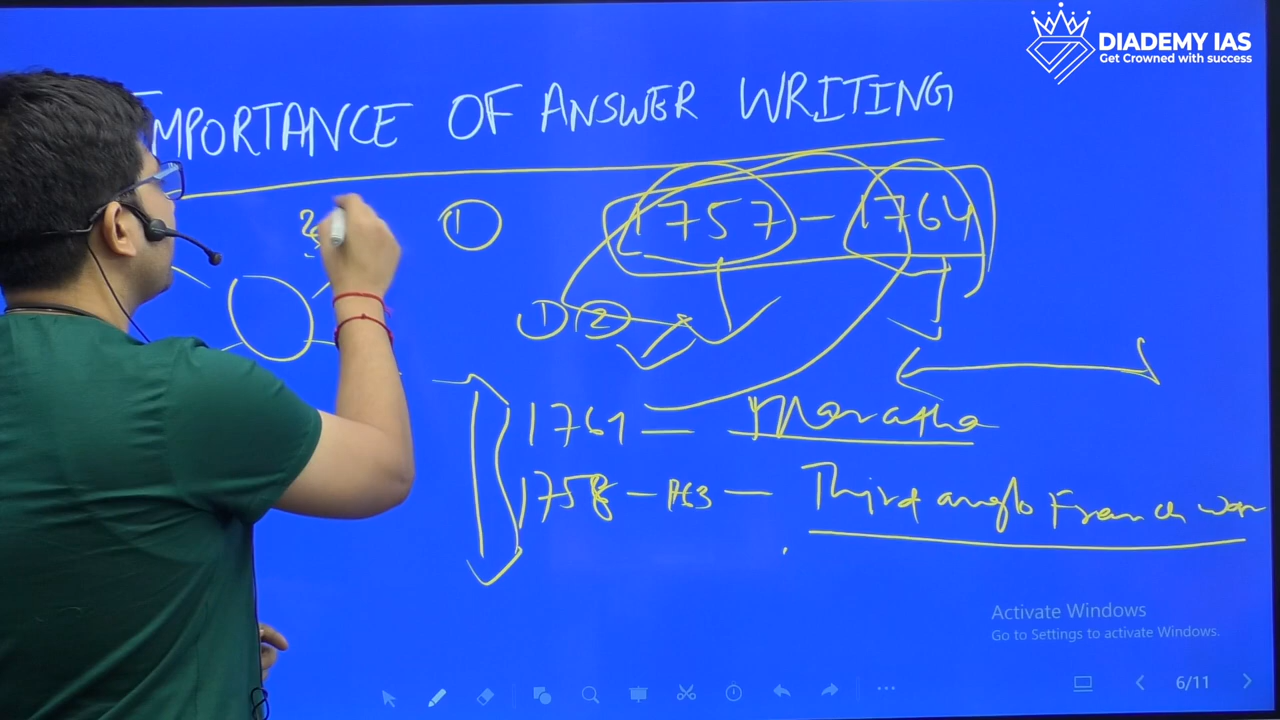 DIADEMY IAS
Get Crowned with success
IMPORTANCE OF ANSWER WRITING
① 1757 - 1764
① ②
1761 = Maratha
1758 - 1763 - Third anglo French war
Activate Windows
Go to Settings to activate Windows.
6/11